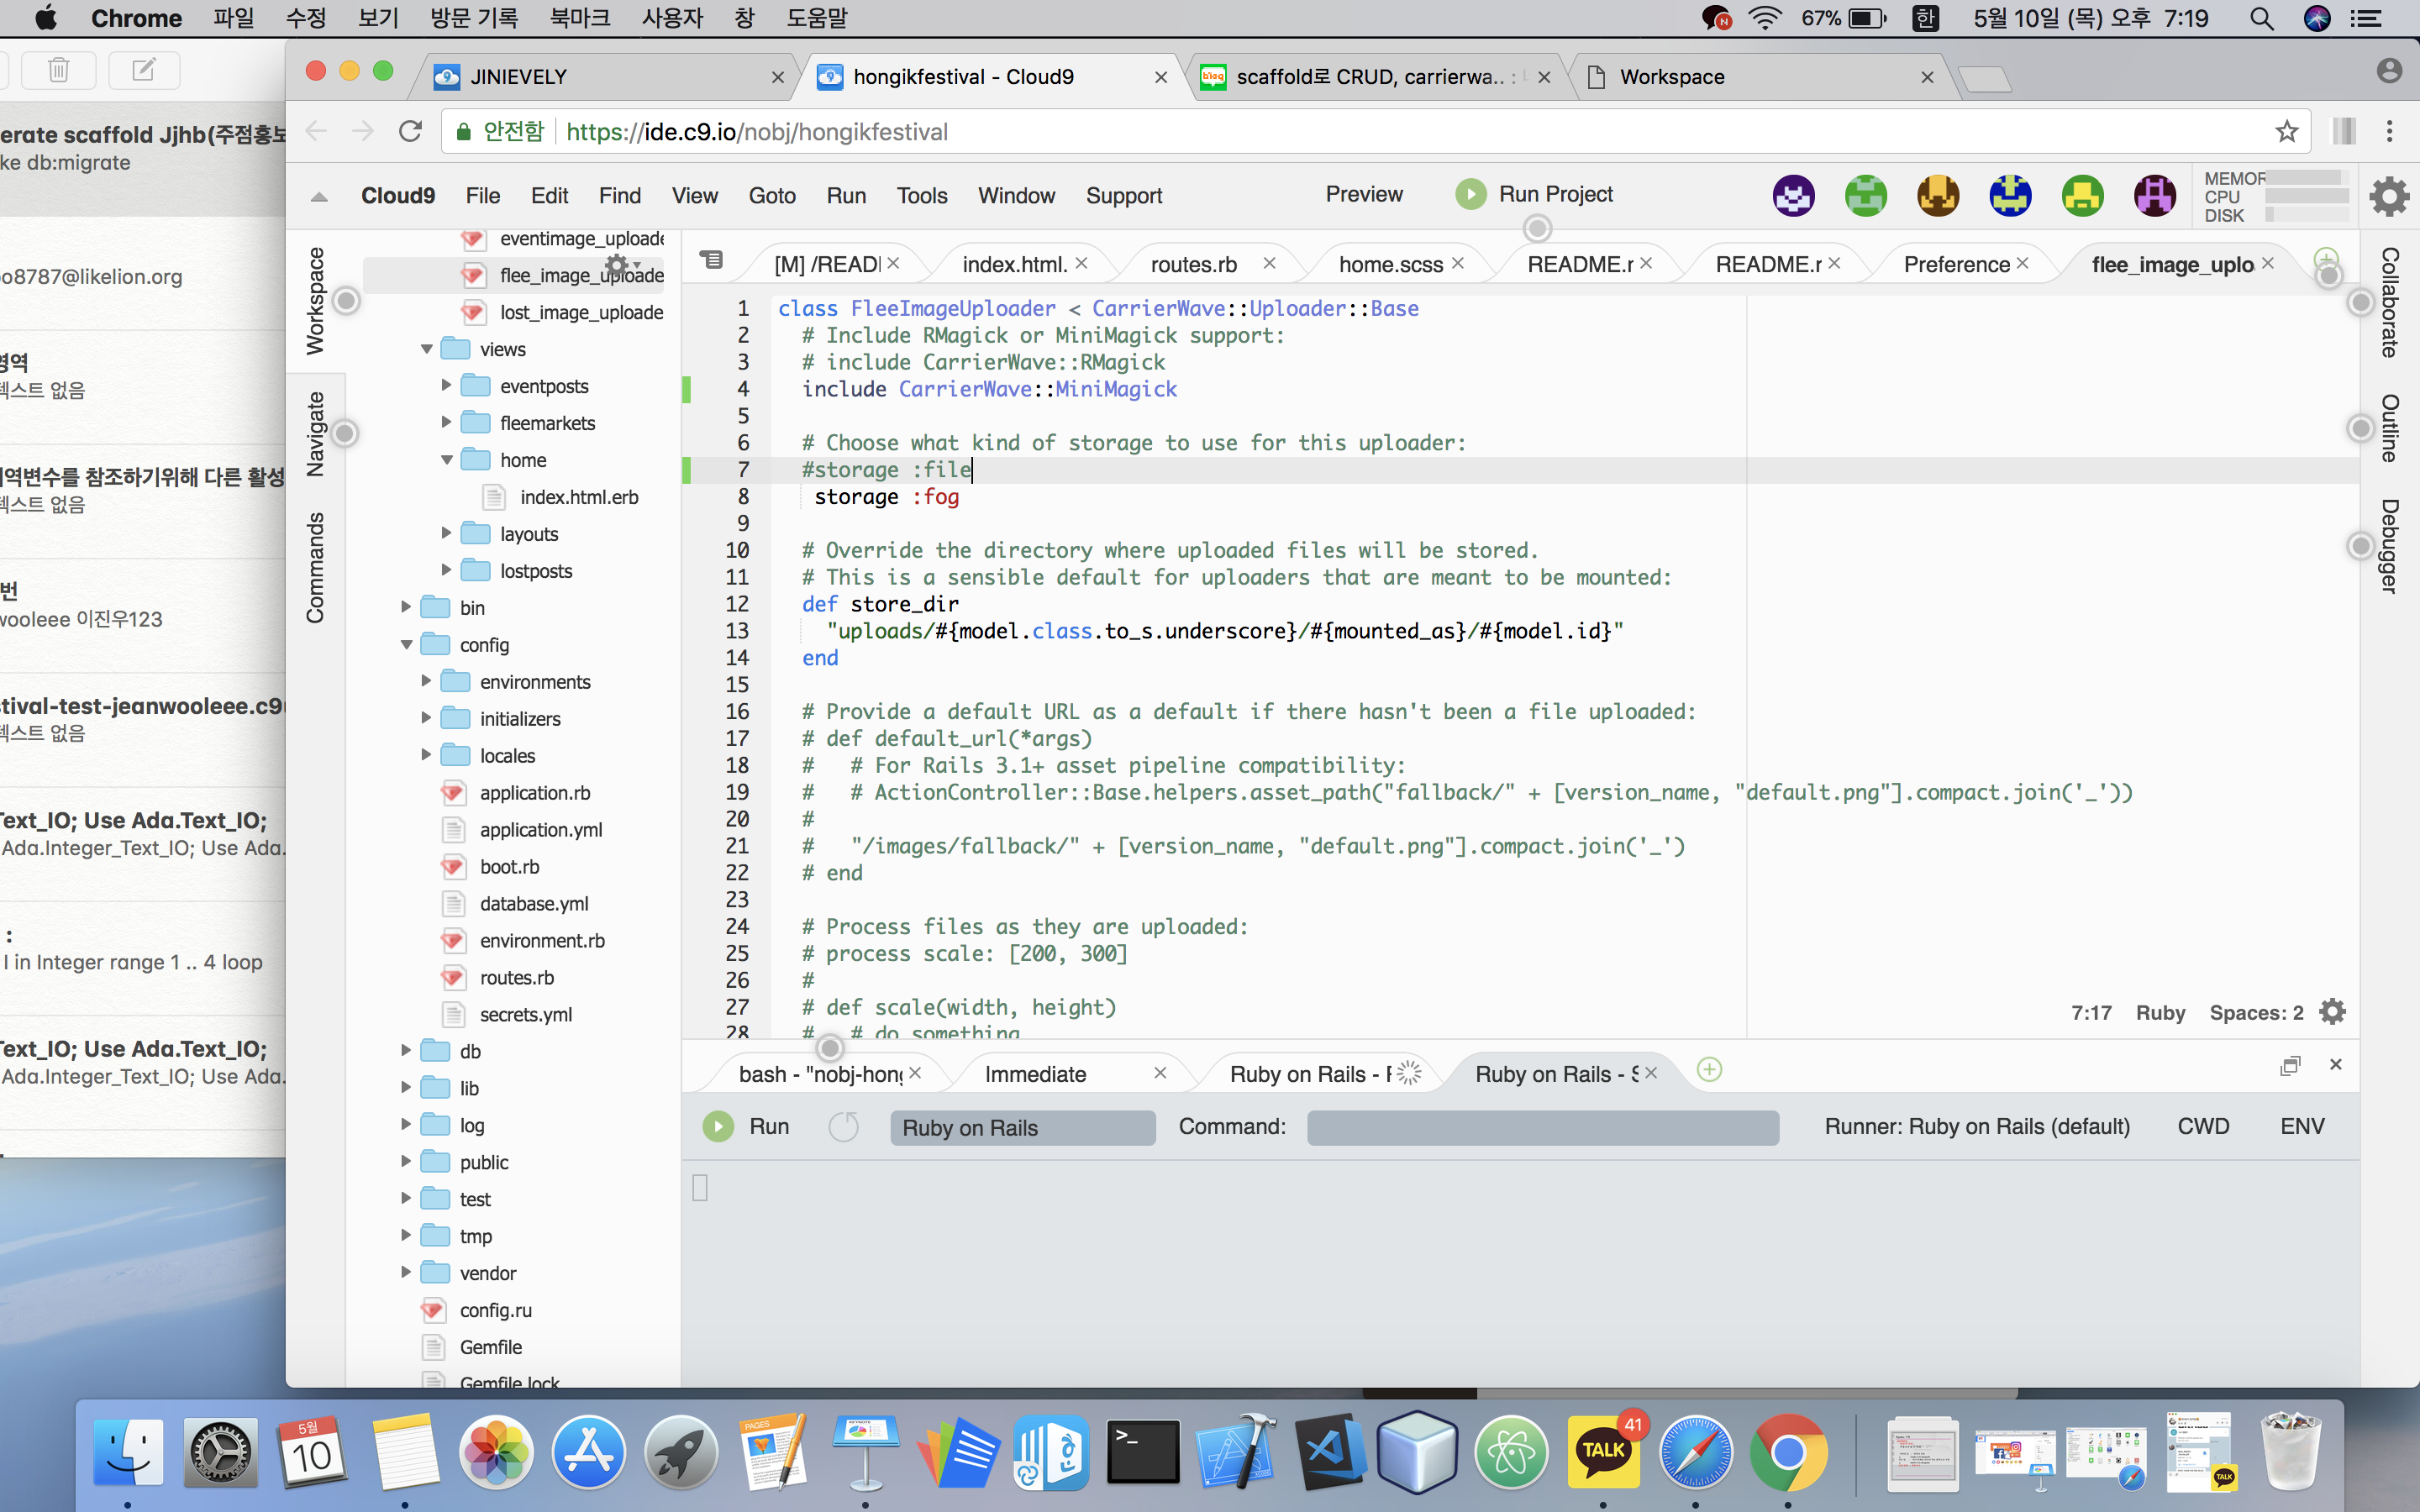 Chrome 파일 수정 보기 방문 기록 북마크 사용자 창 도움말 67% 한 5월 10일 (목) 오후 7:19
erate scaffold Jjhb(주점홍보
ke db:migrate
o8787@likelion.org
명역
텍스트 없음
역변수를 참조하기위해 다른 활성
텍스트 없음
번
wooleee 이진우123
stival-test-jeanwooleee.c9
텍스트 없음
Text_IO; Use Ada.Text_IO;
Ada.Integer_Text_IO; Use Ada.
:
I in Integer range 1 .. 4 loop
Text_IO; Use Ada.Text_IO;
Ada.Integer_Text_IO; Use Ada.
JINIEVELY
hongikfestival - Cloud9
blog
scaffold로 CRUD, carrierwa.. :
Workspace
안전함 https://ide.c9.io/nobj/hongikfestival
Cloud9 File Edit Find View Goto Run Tools Window Support Preview Run Project
MEMOR
CPU
DISK
Workspace
Navigate
Commands
eventimage_uploade
flee_image_uploade
lost_image_uploade
views
eventposts
fleemarkets
home
index.html.erb
layouts
lostposts
bin
config
environments
initializers
locales
application.rb
application.yml
boot.rb
database.yml
environment.rb
routes.rb
secrets.yml
db
lib
log
public
test
tmp
vendor
config.ru
Gemfile
Gemfile.lock
[M] /READ index.html. routes.rb home.scss README.r README.r Preference flee_image_uplo
1 class FleeImageUploader < CarrierWave::Uploader::Base
2 # Include RMagick or MiniMagick support:
3 # include CarrierWave::RMagick
4 include CarrierWave::MiniMagick
5
6 # Choose what kind of storage to use for this uploader:
7 #storage :file
8 storage :fog
9
10 # Override the directory where uploaded files will be stored.
11 # This is a sensible default for uploaders that are meant to be mounted:
12 def store_dir
13 "uploads/#{model.class.to_s.underscore}/#{mounted_as}/#{model.id}"
14 end
15
16 # Provide a default URL as a default if there hasn't been a file uploaded:
17 # def default_url(*args)
18 # # For Rails 3.1+ asset pipeline compatibility:
19 # # ActionController::Base.helpers.asset_path("fallback/" + [version_name, "default.png"].compact.join('_'))
20 #
21 # "/images/fallback/" + [version_name, "default.png"].compact.join('_')
22 # end
23
24 # Process files as they are uploaded:
25 # process scale: [200, 300]
26 #
27 # def scale(width, height)
28 # # do something
7:17 Ruby Spaces: 2
Collaborate
Outline
Debugger
bash - "nobj-hong Immediate Ruby on Rails - F Ruby on Rails - S
Run Ruby on Rails Command: Runner: Ruby on Rails (default) CWD ENV
5월
10
PAGES
KEYNOTE
>_
TALK
41
TALK